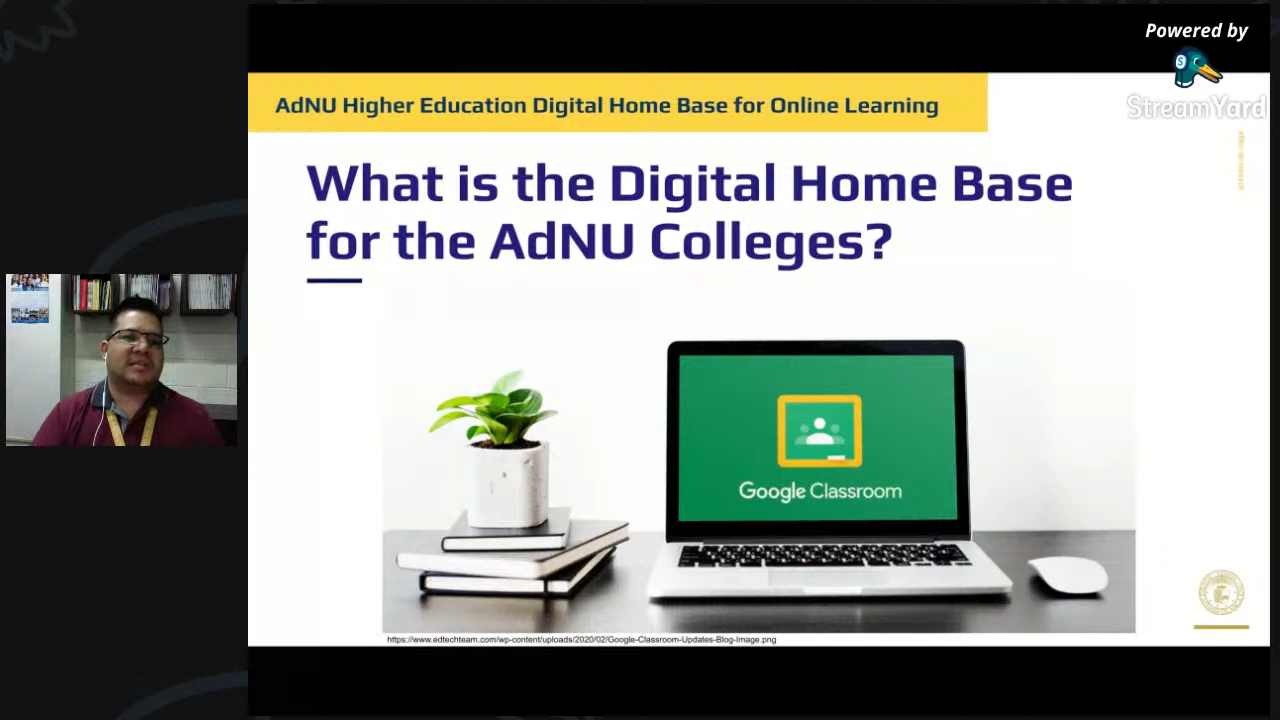 Powered by
StreamYard
AdNU Higher Education Digital Home Base for Online Learning
What is the Digital Home Base
for the AdNU Colleges?
Google Classroom
https://www.edtechteam.com/wp-content/uploads/2020/02/Google-Classroom-Updates-Blog-Image.png